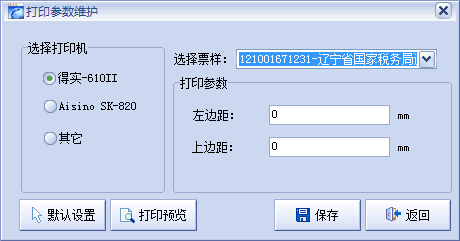 打印参数维护
选择打印机
得实-610II
Aisino SK-820
其它
选择票样: 121001671231-辽宁省国家税务局
打印参数
左边距: 0 mm
上边距: 0 mm
默认设置 打印预览 保存 返回